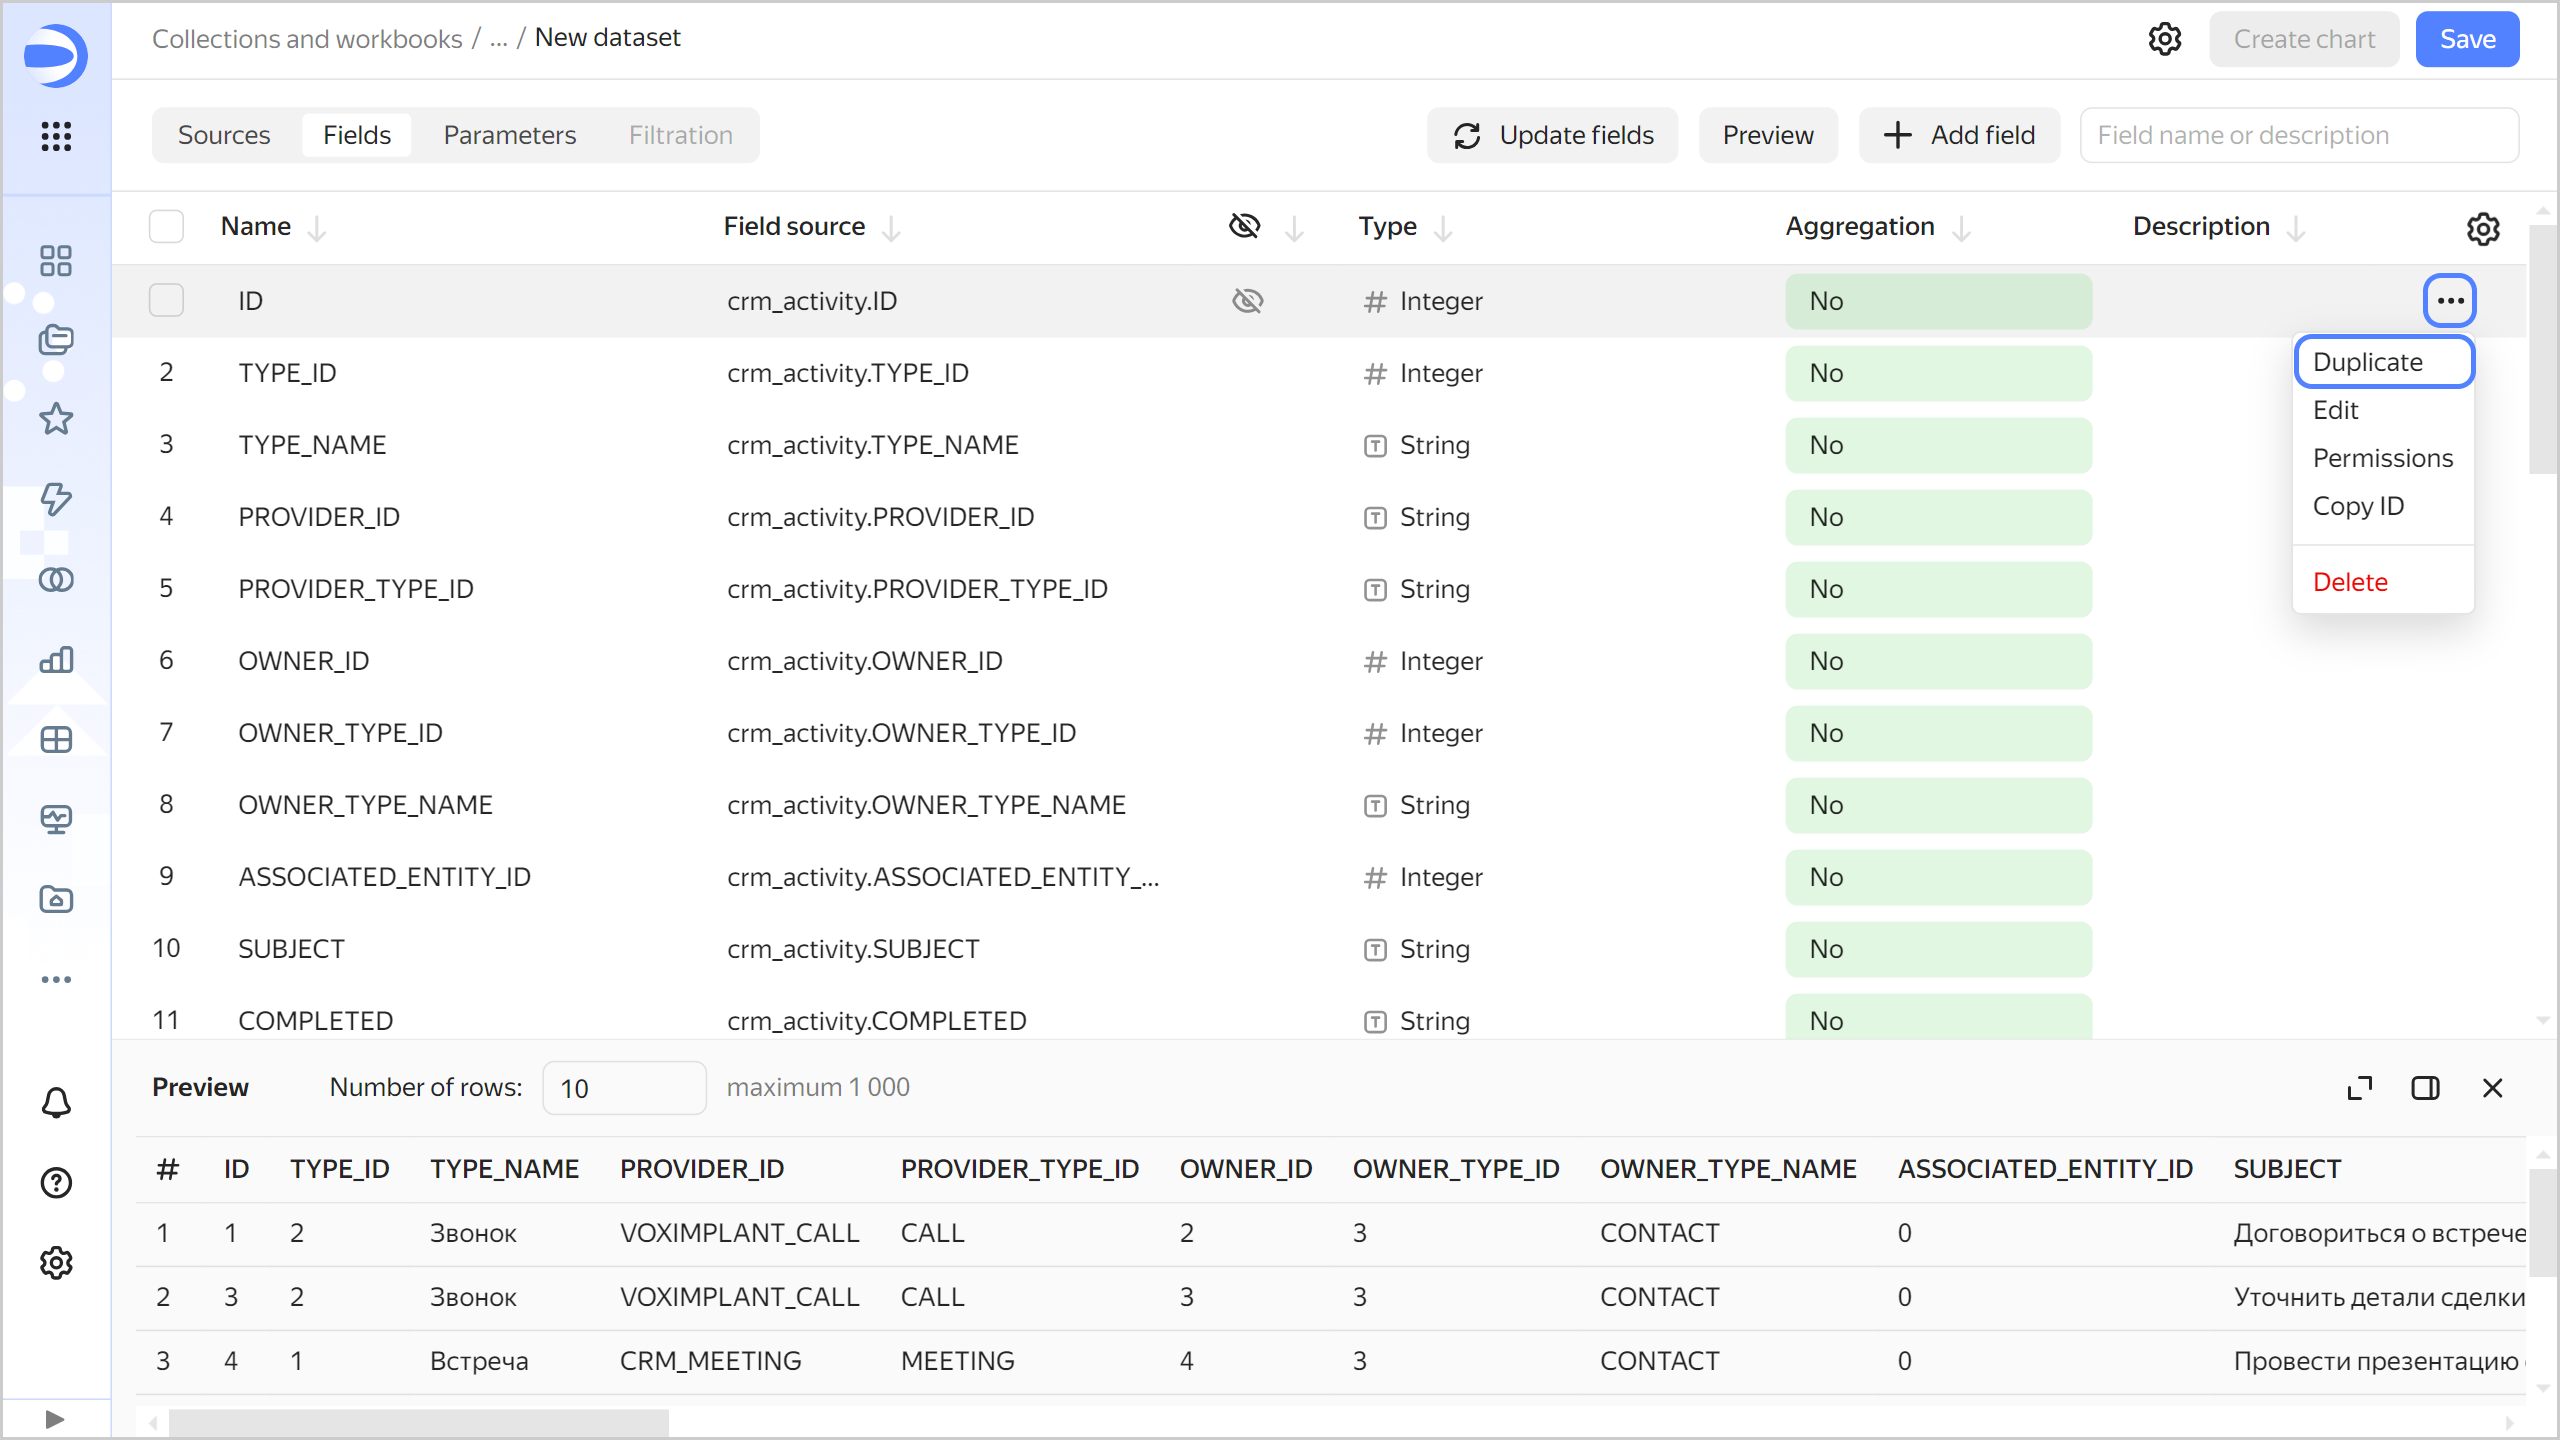 Collections and workbooks / ... / New dataset
Create chart
Save
Sources Fields Parameters Filtration
Update fields
Preview
Add field
Field name or description
Name Field source Type Aggregation Description
ID crm_activity.ID # Integer No
2 TYPE_ID crm_activity.TYPE_ID # Integer No
3 TYPE_NAME crm_activity.TYPE_NAME T String No
4 PROVIDER_ID crm_activity.PROVIDER_ID T String No
5 PROVIDER_TYPE_ID crm_activity.PROVIDER_TYPE_ID T String No
6 OWNER_ID crm_activity.OWNER_ID # Integer No
7 OWNER_TYPE_ID crm_activity.OWNER_TYPE_ID # Integer No
8 OWNER_TYPE_NAME crm_activity.OWNER_TYPE_NAME T String No
9 ASSOCIATED_ENTITY_ID crm_activity.ASSOCIATED_ENTITY_... # Integer No
10 SUBJECT crm_activity.SUBJECT T String No
11 COMPLETED crm_activity.COMPLETED T String No
Duplicate
Edit
Permissions
Copy ID
Delete
Preview Number of rows: 10 maximum 1 000
# ID TYPE_ID TYPE_NAME PROVIDER_ID PROVIDER_TYPE_ID OWNER_ID OWNER_TYPE_ID OWNER_TYPE_NAME ASSOCIATED_ENTITY_ID SUBJECT
1 1 2 Звонок VOXIMPLANT_CALL CALL 2 3 CONTACT 0 Договориться о встрече
2 3 2 Звонок VOXIMPLANT_CALL CALL 3 3 CONTACT 0 Уточнить детали сделки
3 4 1 Встреча CRM_MEETING MEETING 4 3 CONTACT 0 Провести презентацию